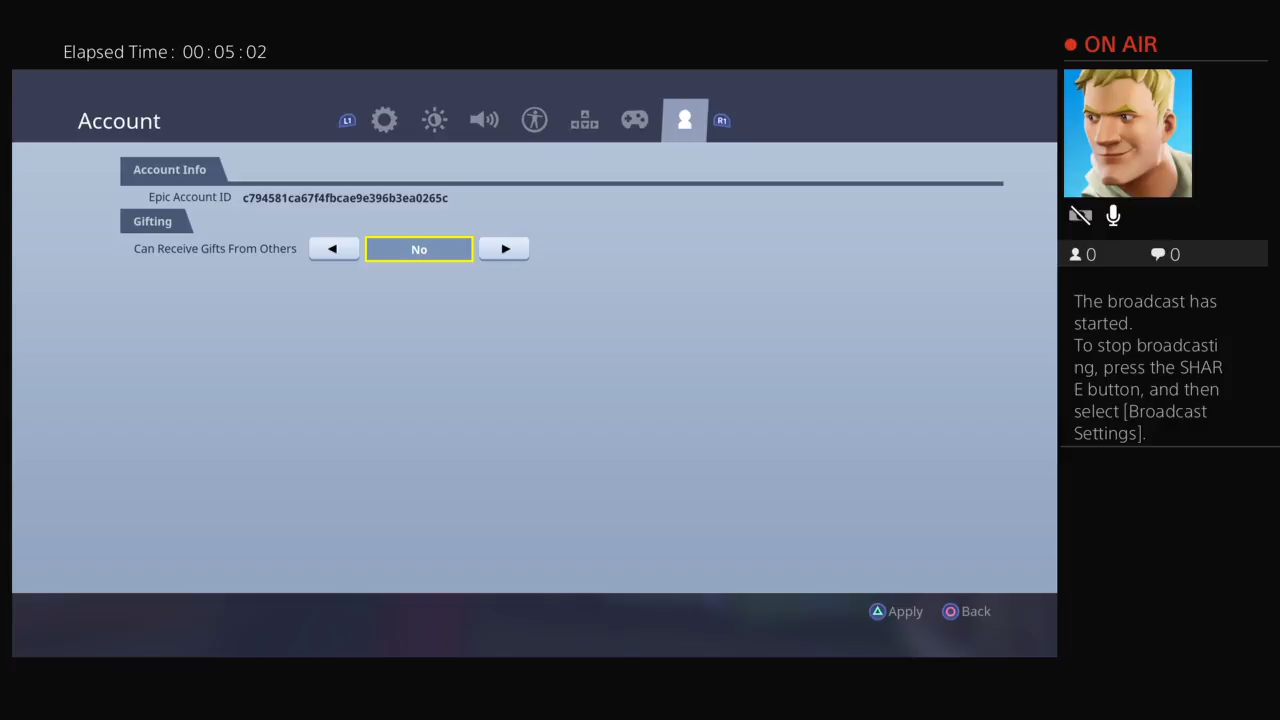 Elapsed Time: 00:05:02
ON AIR
Account
L1
R1
Account Info
Epic Account ID c794581ca67f4fbcae9e396b3ea0265c
Gifting
Can Receive Gifts From Others No
0 0
The broadcast has
started.
To stop broadcasti
ng, press the SHAR
E button, and then
select [Broadcast
Settings].
Apply Back